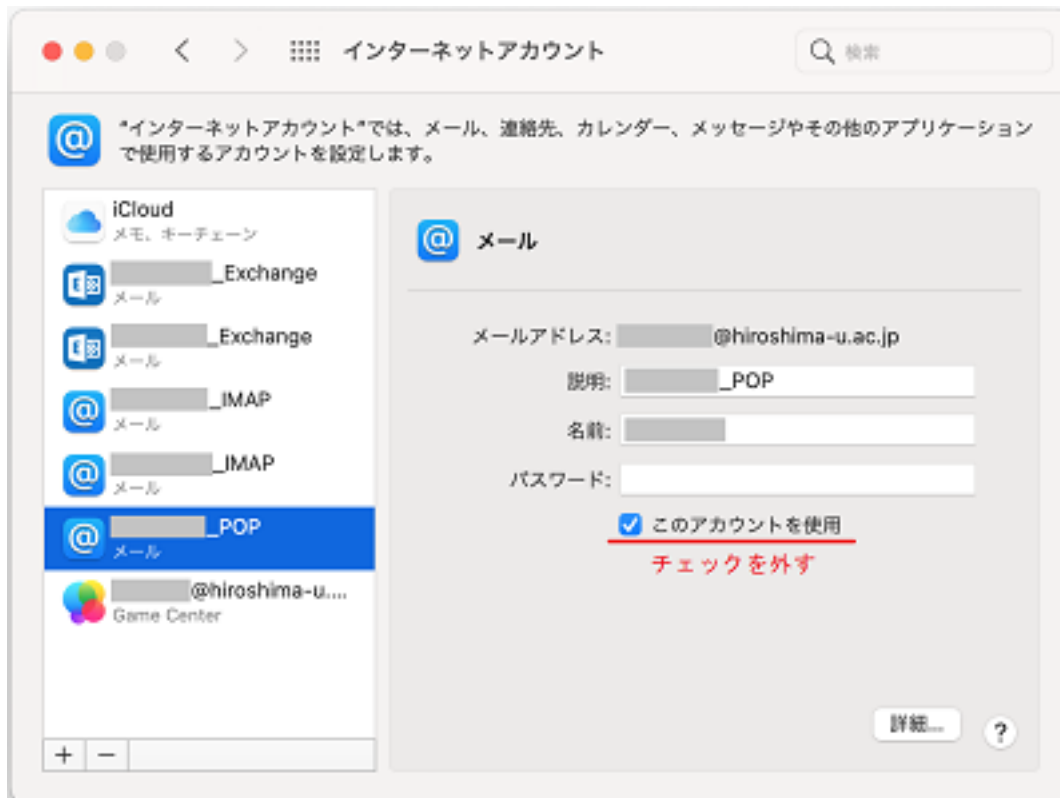 インターネットアカウント
検索
"インターネットアカウント"では、メール、連絡先、カレンダー、メッセージやその他のアプリケーション
で使用するアカウントを設定します。
iCloud
メモ、キーチェーン
_Exchange
メール
_Exchange
メール
_IMAP
メール
_IMAP
メール
_POP
メール
@hiroshima-u....
Game Center
メール
メールアドレス: @hiroshima-u.ac.jp
説明: _POP
名前:
パスワード:
このアカウントを使用
チェックを外す
詳細...
?
+ −